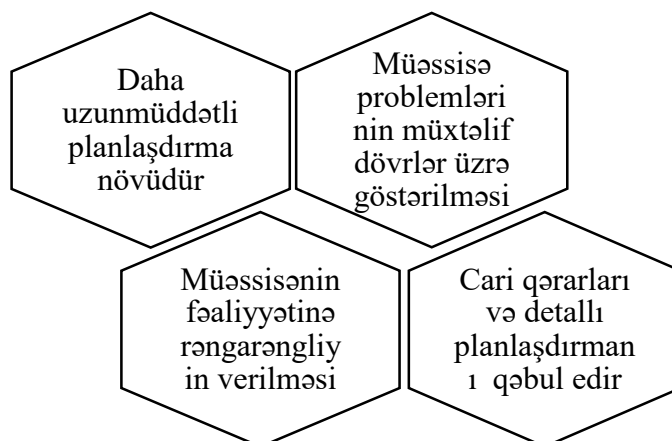 Daha
uzunmüddətli
planlaşdırma
növüdür
Müəssisə
problemləri
nin müxtəlif
dövrlər üzrə
göstərilməsi
Müəssisənin
fəaliyyətinə
rəngarəngliy
in verilməsi
Cari qərarları
və detallı
planlaşdırman
ı qəbul edir